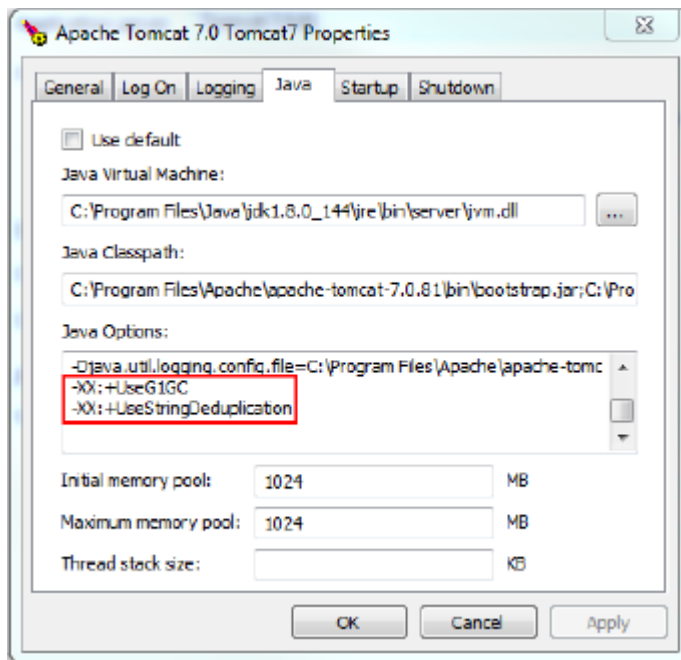 Apache Tomcat 7.0 Tomcat7 Properties
General Log On Logging Java Startup Shutdown
Use default
Java Virtual Machine:
C:\Program Files\Java\jdk1.8.0_144\jre\bin\server\jvm.dll ...
Java Classpath:
C:\Program Files\Apache\apache-tomcat-7.0.81\bin\bootstrap.jar;C:\Pro
Java Options:
-Djava.util.logging.config.file=C:\Program Files\Apache\apache-tomc
-XX:+UseG1GC
-XX:+UseStringDeduplication
Initial memory pool: 1024 MB
Maximum memory pool: 1024 MB
Thread stack size: KB
OK Cancel Apply